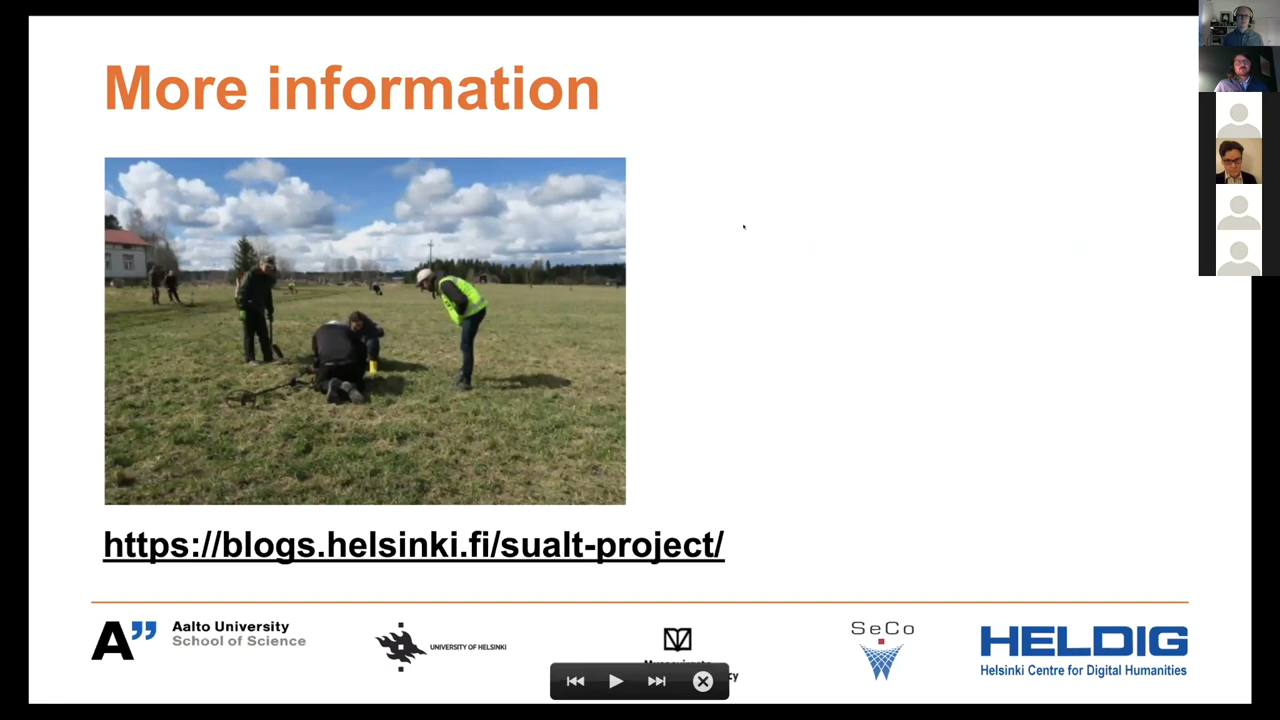 More information
https://blogs.helsinki.fi/sualt-project/
A”
Aalto University
School of Science
UNIVERSITY OF HELSINKI
SeCo
HELDIG
Helsinki Centre for Digital Humanities